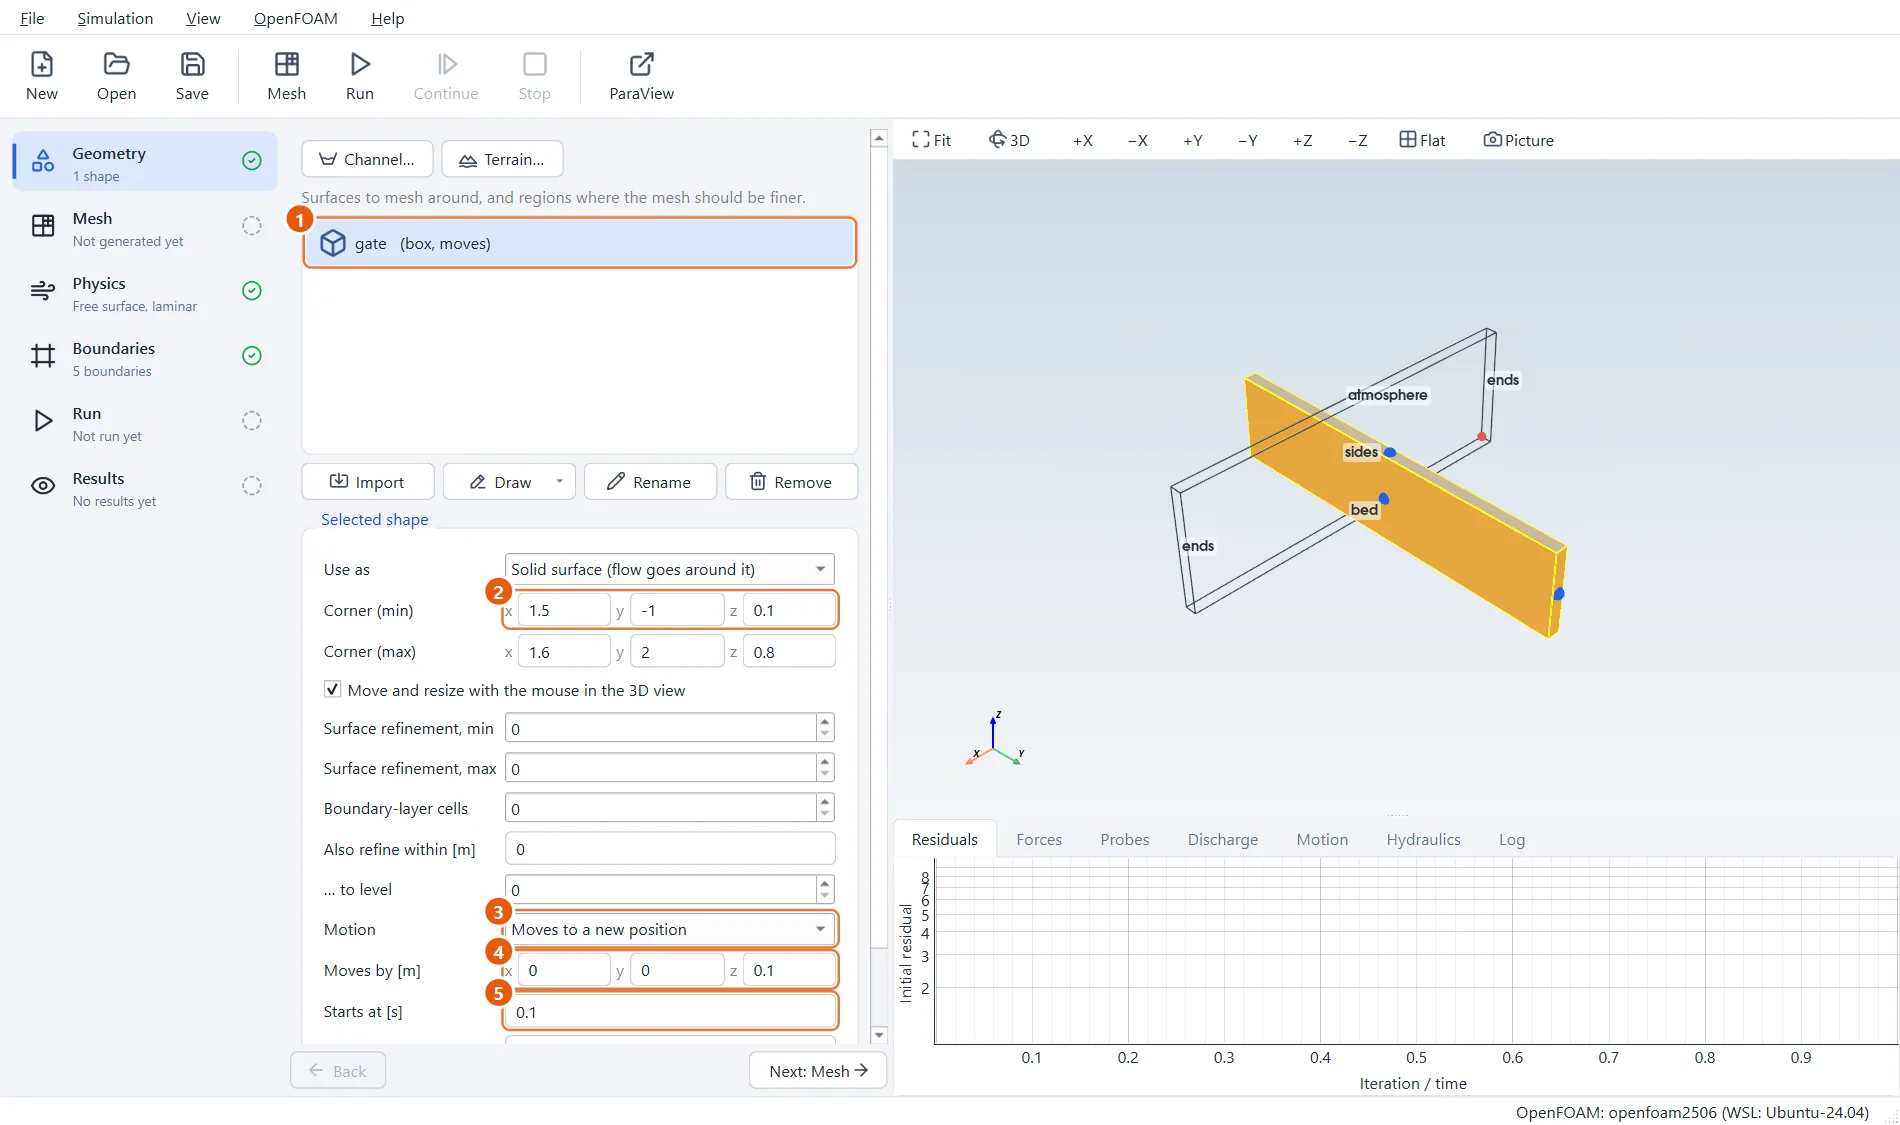 File Simulation View OpenFOAM Help
New Open Save Mesh Run Continue Stop ParaView
Geometry
1 shape
Mesh
Not generated yet
Physics
Free surface, laminar
Boundaries
5 boundaries
Run
Not run yet
Results
No results yet
Channel... Terrain...
Surfaces to mesh around, and regions where the mesh should be finer.
1
gate (box, moves)
Import Draw Rename Remove
Selected shape
Use as Solid surface (flow goes around it)
2
Corner (min) x 1.5 y -1 z 0.1
Corner (max) x 1.6 y 2 z 0.8
Move and resize with the mouse in the 3D view
Surface refinement, min 0
Surface refinement, max 0
Boundary-layer cells 0
Also refine within [m] 0
... to level 0
3
Motion Moves to a new position
4
Moves by [m] x 0 y 0 z 0.1
5
Starts at [s] 0.1
Back Next: Mesh
Fit 3D +X -X +Y -Y +Z -Z Flat Picture
ends
atmosphere
sides
bed
ends
z
x Y
Residuals Forces Probes Discharge Motion Hydraulics Log
8
7
6
5
4
3
2
Initial residual
0.1 0.2 0.3 0.4 0.5 0.6 0.7 0.8 0.9
Iteration / time
OpenFOAM: openfoam2506 (WSL: Ubuntu-24.04)